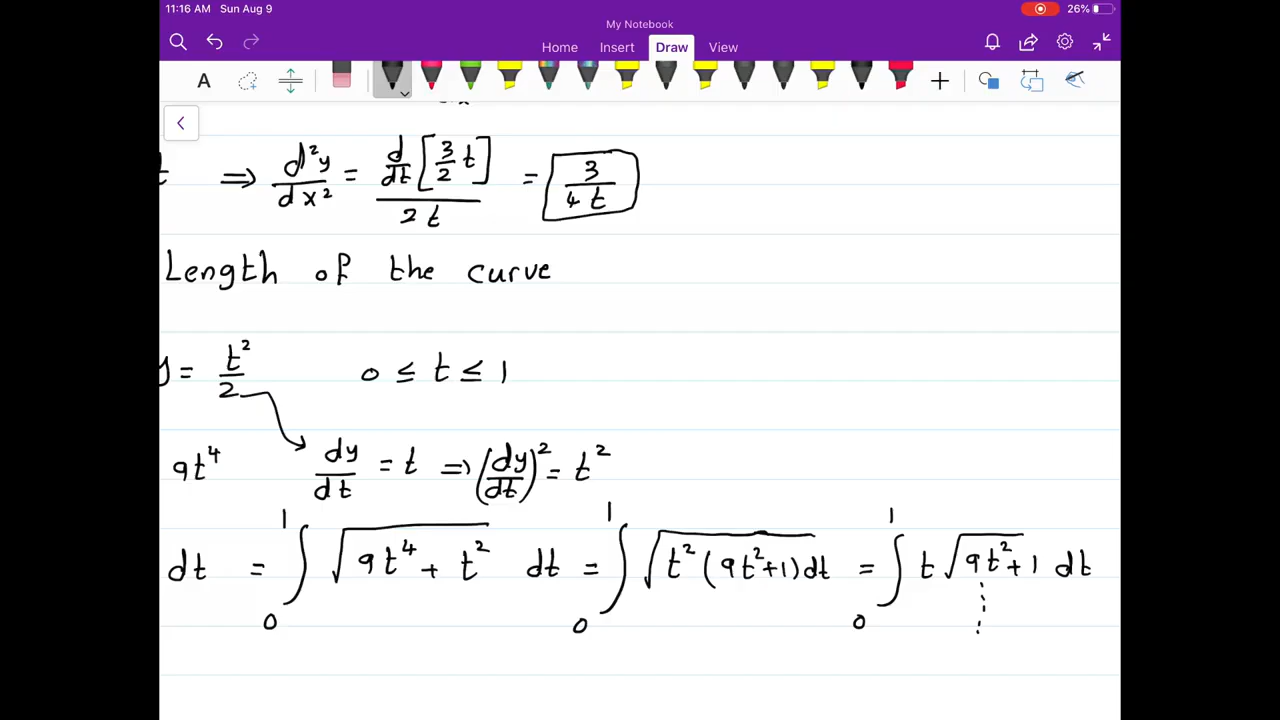 11:16 AM Sun Aug 9
26%
My Notebook
Home Insert Draw View
A
t ⇒ d²y/dx² = d/dt[3/2 t]/2t = 3/4t
Length of the curve
y = t²/2 0 ≤ t ≤ 1
9t⁴ dy/dt = t ⇒ (dy/dt)² = t²
dt = ∫₀¹ √(9t⁴ + t²) dt = ∫₀¹ √(t²(9t²+1)) dt = ∫₀¹ t √(9t²+1) dt